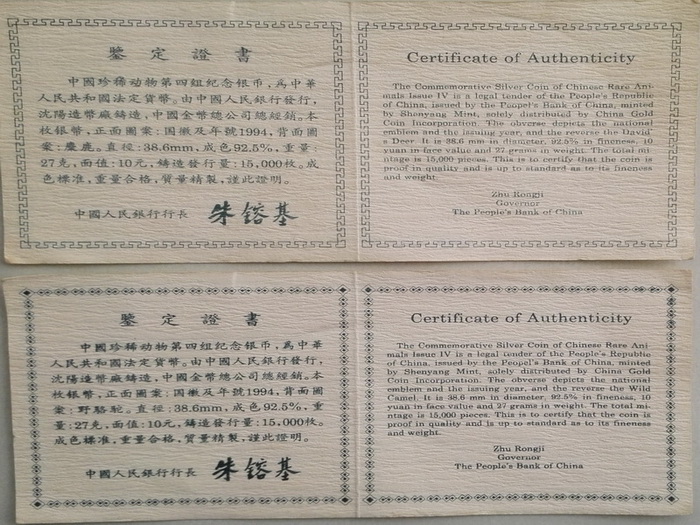 鑒定證書
中國珍稀动物第四組纪念银币，為中華
人民共和國法定貨幣。由中國人民銀行發行，
沈陽造幣廠鑄造，中國金幣總公司總經銷。本
枚銀幣，正面圖案：國徽及年號1994，背面圖
案：麋鹿。直徑：38.6mm，成色92.5%，重量：
27克，面值：10元，鑄造發行量：15,000枚。成
色標准，重量合格，質量精製，謹此證明。
中國人民銀行行長 朱鎔基
Certificate of Authenticity
The Commemorative Silver Coin of Chinese Rare Ani-
mals Issue IV is a legal tender of the People's Republic
of China, issued by the Peopel's Bank of China, minted
by Shenyang Mint, solely distributed by China Gold
Coin Incorporation. The obverse depicts the national
emblem and the issuing year, and the reverse the David's
Deer. It is 38.6 mm in diameter, 92.5% in fineness, 10
yuan in face value and 27 grams in weight. The total mi-
ntage is 15,000 pieces. This is to certify that the coin is
proof in quality and is up to standard as to its fineness
and weight.
Zhu Rongji
Governor
The People's Bank of China
鑒定證書
中國珍稀动物第四組纪念银币，為中華
人民共和國法定貨幣。由中國人民銀行發行，
沈陽造幣廠鑄造，中國金幣總公司總經銷。本
枚銀幣，正面圖案：國徽及年號1994，背面圖
案：野駱駝。直徑：38.6mm，成色92.5%，重
量：27克，面值：10元，鑄造發行量：15,000枚。
成色標准，重量合格，質量精製，謹此證明。
中國人民銀行行長 朱鎔基
Certificate of Authenticity
The Commemorative Silver Coin of Chinese Rare Ani-
mals Issue IV is a legal tender of the People's Republic
of China, issued by the Peopel's Bank of China, minted
by Shenyang Mint, solely distributed by China Gold
Coin Incorporation. The obverse depicts the national
emblem and the issuing year, and the reverse the Wild
Camel. It is 38.6 mm in diameter, 92.5% in fineness, 10
yuan in face value and 27 grams in weight. The total mi-
ntage is 15,000 pieces. This is to certify that the coin is
proof in quality and is up to standard as to its fineness
and weight.
Zhu Rongji
Governor
The People's Bank of China